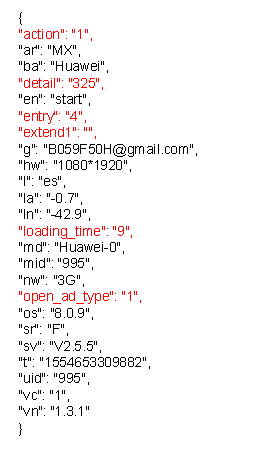 {
"action": "1",
"ar": "MX",
"ba": "Huawei",
"detail": "325",
"en": "start",
"entry": "4",
"extend1": "",
"g": "B059F50H@gmail.com",
"hw": "1080*1920",
"l": "es",
"la": "-0.7",
"ln": "-42.9",
"loading_time": "9",
"md": "Huawei-0",
"mid": "995",
"nw": "3G",
"open_ad_type": "1",
"os": "8.0.9",
"sr": "F",
"sv": "V2.5.5",
"t": "1554653309882",
"uid": "995",
"vc": "1",
"vn": "1.3.1"
}